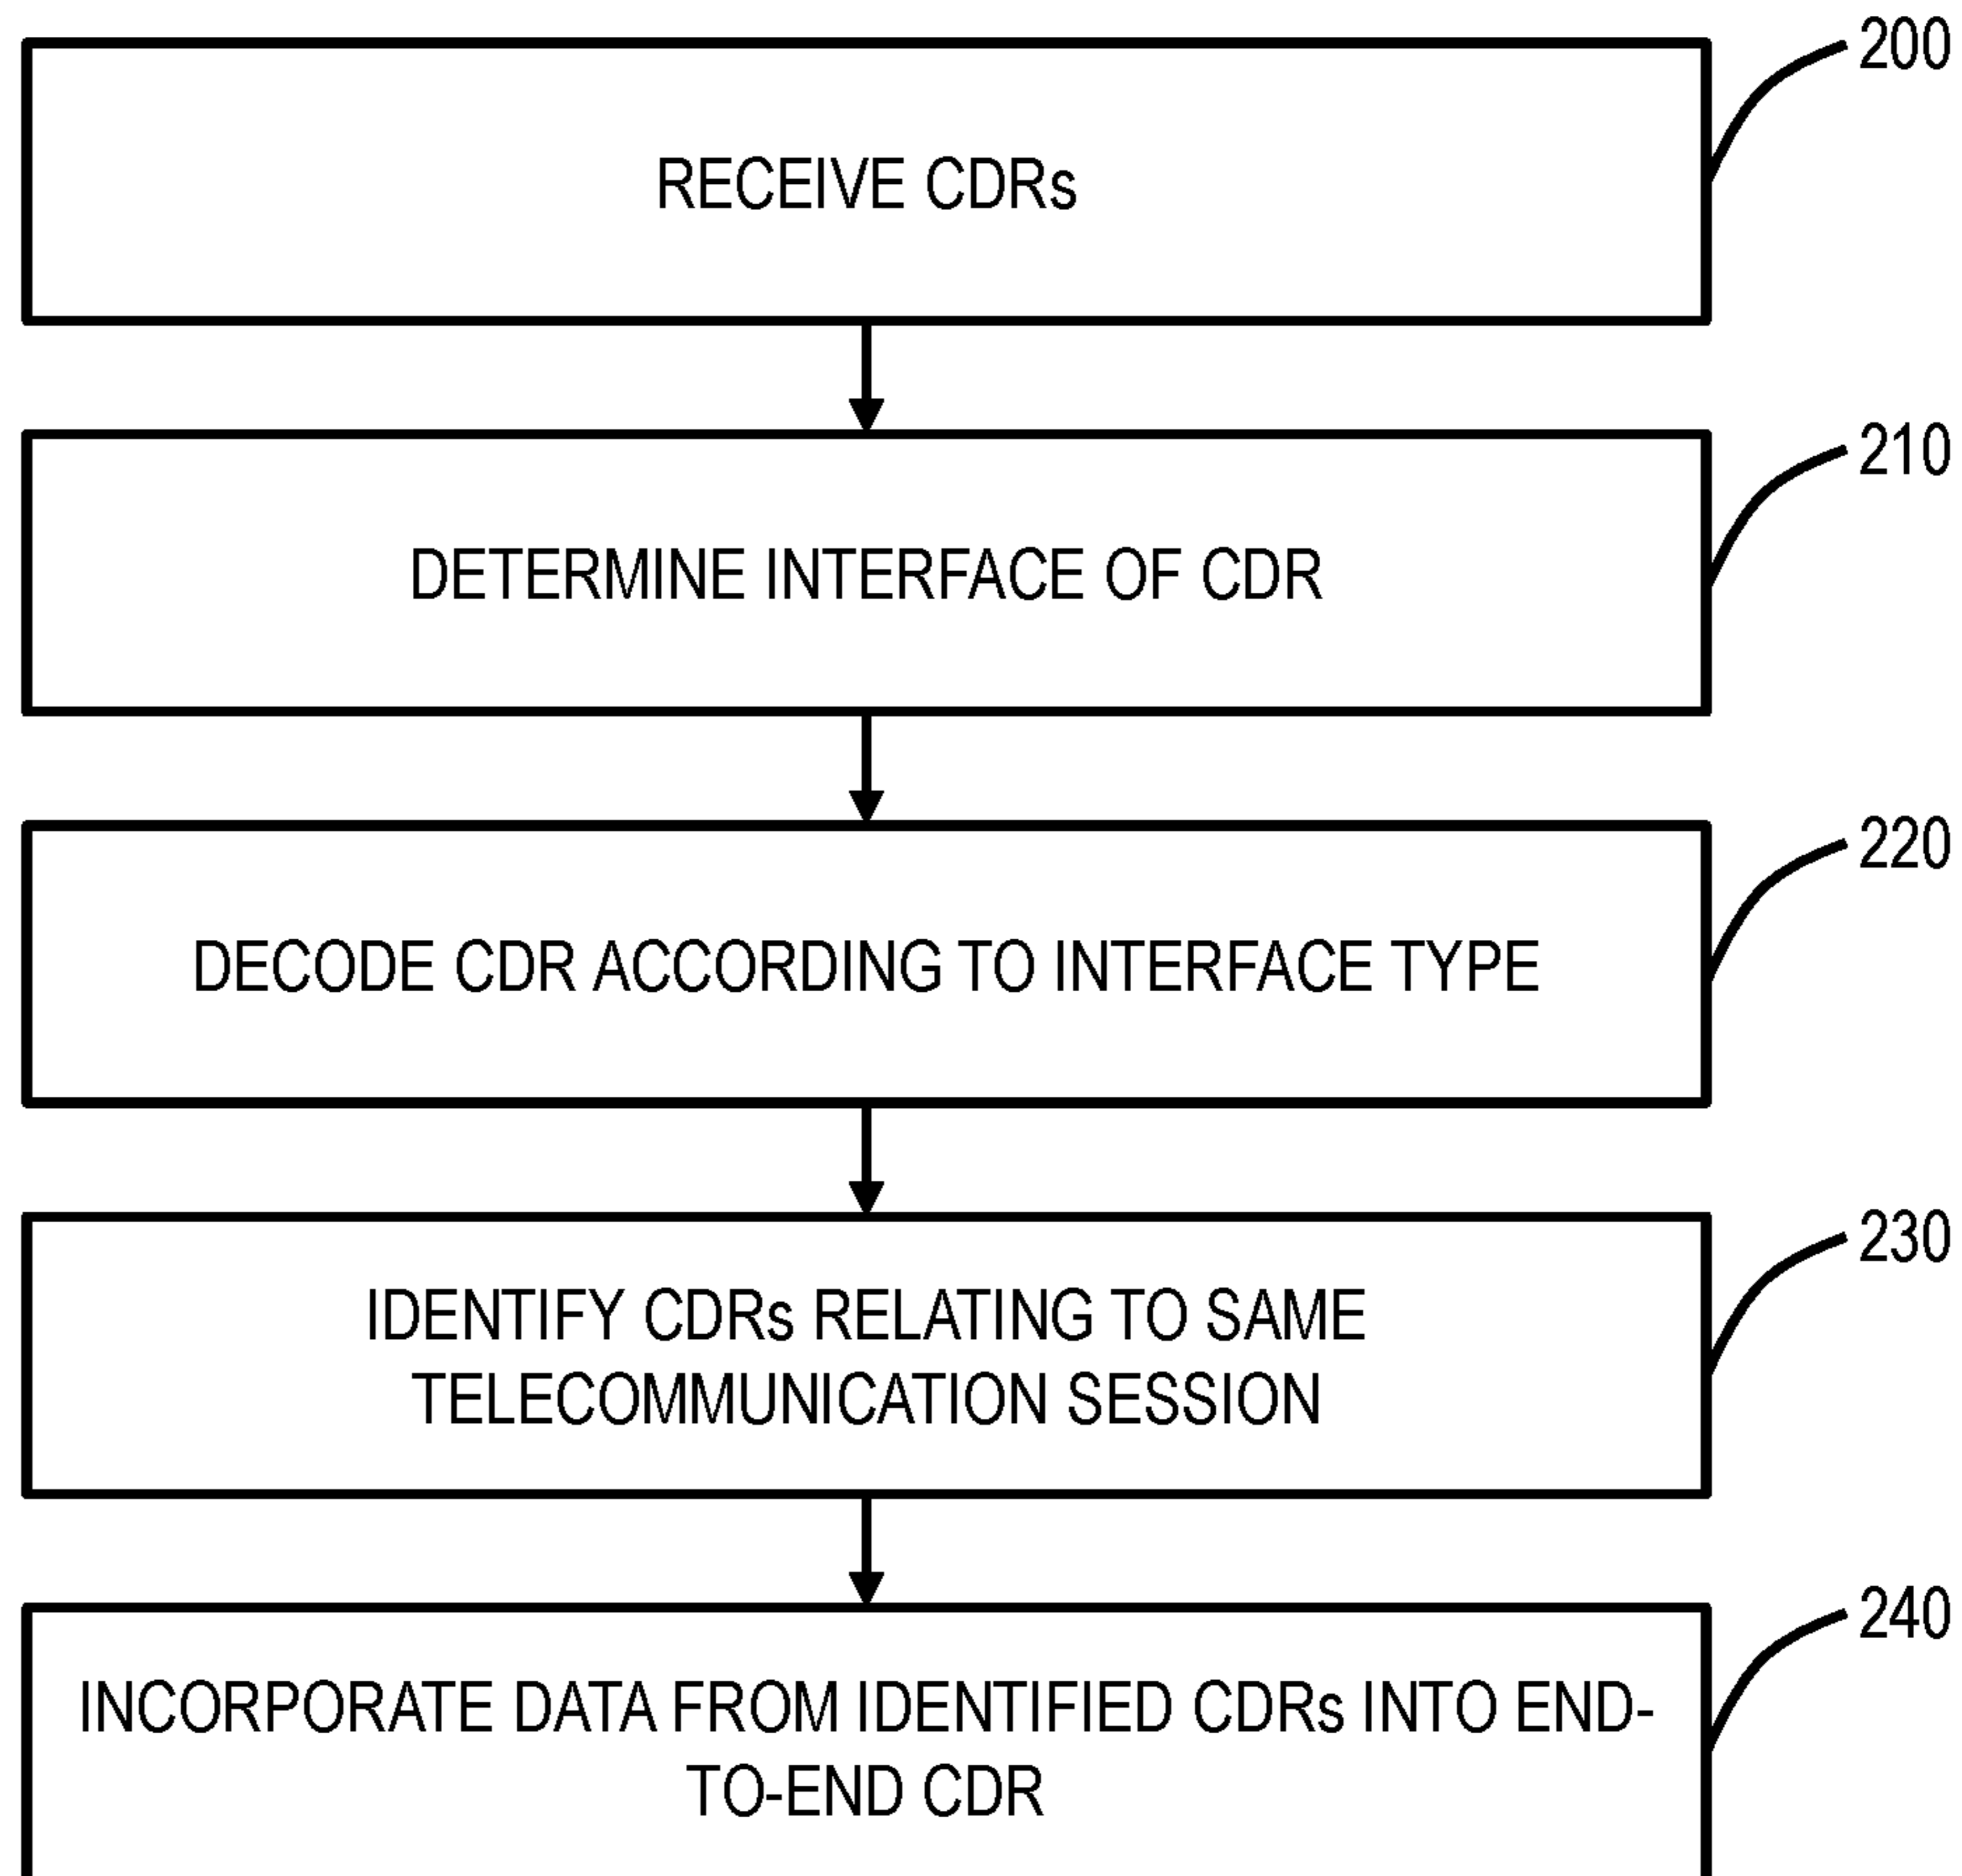 200
RECEIVE CDRs
210
DETERMINE INTERFACE OF CDR
220
DECODE CDR ACCORDING TO INTERFACE TYPE
230
IDENTIFY CDRs RELATING TO SAME
TELECOMMUNICATION SESSION
240
INCORPORATE DATA FROM IDENTIFIED CDRs INTO END-
TO-END CDR